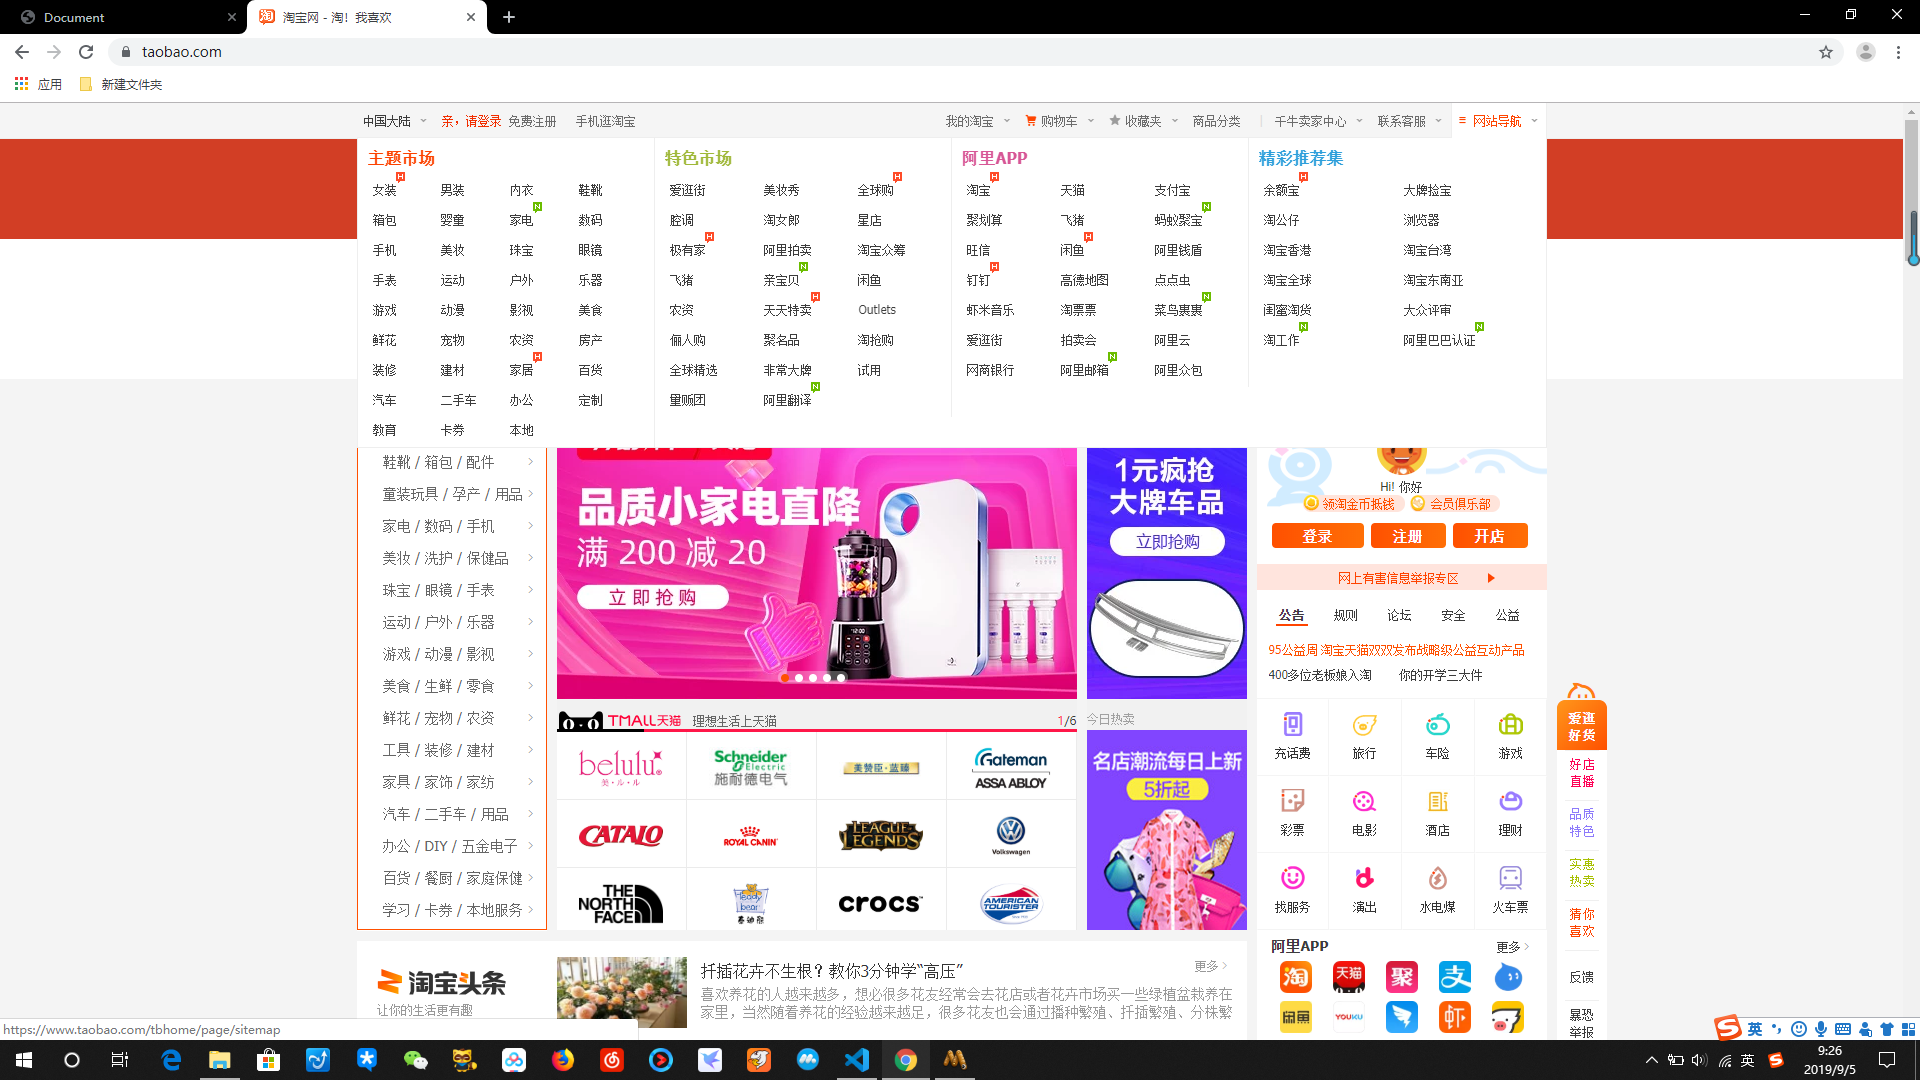 Document
淘宝网 - 淘！我喜欢
taobao.com
应用
新建文件夹
中国大陆 亲，请登录 免费注册 手机逛淘宝
我的淘宝 购物车 收藏夹 商品分类 千牛卖家中心 联系客服 网站导航
主题市场 特色市场 阿里APP 精彩推荐集
女装 男装 内衣 鞋靴 爱逛街 美妆秀 全球购 淘宝 天猫 支付宝 余额宝 大牌捡宝
箱包 婴童 家电 数码 腔调 淘女郎 星店 聚划算 飞猪 蚂蚁聚宝 淘公仔 浏览器
手机 美妆 珠宝 眼镜 极有家 阿里拍卖 淘宝众筹 旺信 闲鱼 阿里钱盾 淘宝香港 淘宝台湾
手表 运动 户外 乐器 飞猪 亲宝贝 闲鱼 钉钉 高德地图 点点虫 淘宝全球 淘宝东南亚
游戏 动漫 影视 美食 农资 天天特卖 Outlets 虾米音乐 淘票票 菜鸟裹裹 闺蜜淘货 大众评审
鲜花 宠物 农资 房产 俪人购 聚名品 淘抢购 爱逛街 拍卖会 阿里云 淘工作 阿里巴巴认证
装修 建材 家居 百货 全球精选 非常大牌 试用 网商银行 阿里邮箱 阿里众包
汽车 二手车 办公 定制 量贩团 阿里翻译
教育 卡券 本地
鞋靴 / 箱包 / 配件
童装玩具 / 孕产 / 用品
家电 / 数码 / 手机
美妆 / 洗护 / 保健品
珠宝 / 眼镜 / 手表
运动 / 户外 / 乐器
游戏 / 动漫 / 影视
美食 / 生鲜 / 零食
鲜花 / 宠物 / 农资
工具 / 装修 / 建材
家具 / 家饰 / 家纺
汽车 / 二手车 / 用品
办公 / DIY / 五金电子
百货 / 餐厨 / 家庭保健
学习 / 卡券 / 本地服务
品质小家电直降
满 200 减 20
立即抢购
1元疯抢
大牌车品
立即抢购
Hi! 你好
领淘金币抵钱 会员俱乐部
登录 注册 开店
网上有害信息举报专区
公告 规则 论坛 安全 公益
95公益周 淘宝天猫双双发布战略级公益互动产品
400多位老板娘入淘 你的开学三大件
TMALL天猫 理想生活上天猫 1/6
今日热卖
belulu
美·ル·ル
Schneider
Electric
施耐德电气
美赞臣·蓝臻
Gateman
ASSA ABLOY
CATALO
ROYAL CANIN
LEAGUE OF LEGENDS
Volkswagen
THE NORTH FACE
crocs
AMERICAN TOURISTER
名店潮流每日上新
5折起
充话费 旅行 车险 游戏
彩票 电影 酒店 理财
找服务 演出 水电煤 火车票
阿里APP 更多
淘 天猫 聚 支
闲鱼 YOUKU 虾
爱逛
好货
好店
直播
品质
特色
实惠
热卖
猜你
喜欢
反馈
暴恐
举报
淘宝头条
让你的生活更有趣
扦插花卉不生根？教你3分钟学“高压” 更多
喜欢养花的人越来越多，想必很多花友经常会去花店或者花卉市场买一些绿植盆栽养在
家里，当然随着养花的经验越来越足，很多花友也会通过播种繁殖、扦插繁殖、分株繁
https://www.taobao.com/tbhome/page/sitemap
英
英
9:26
2019/9/5